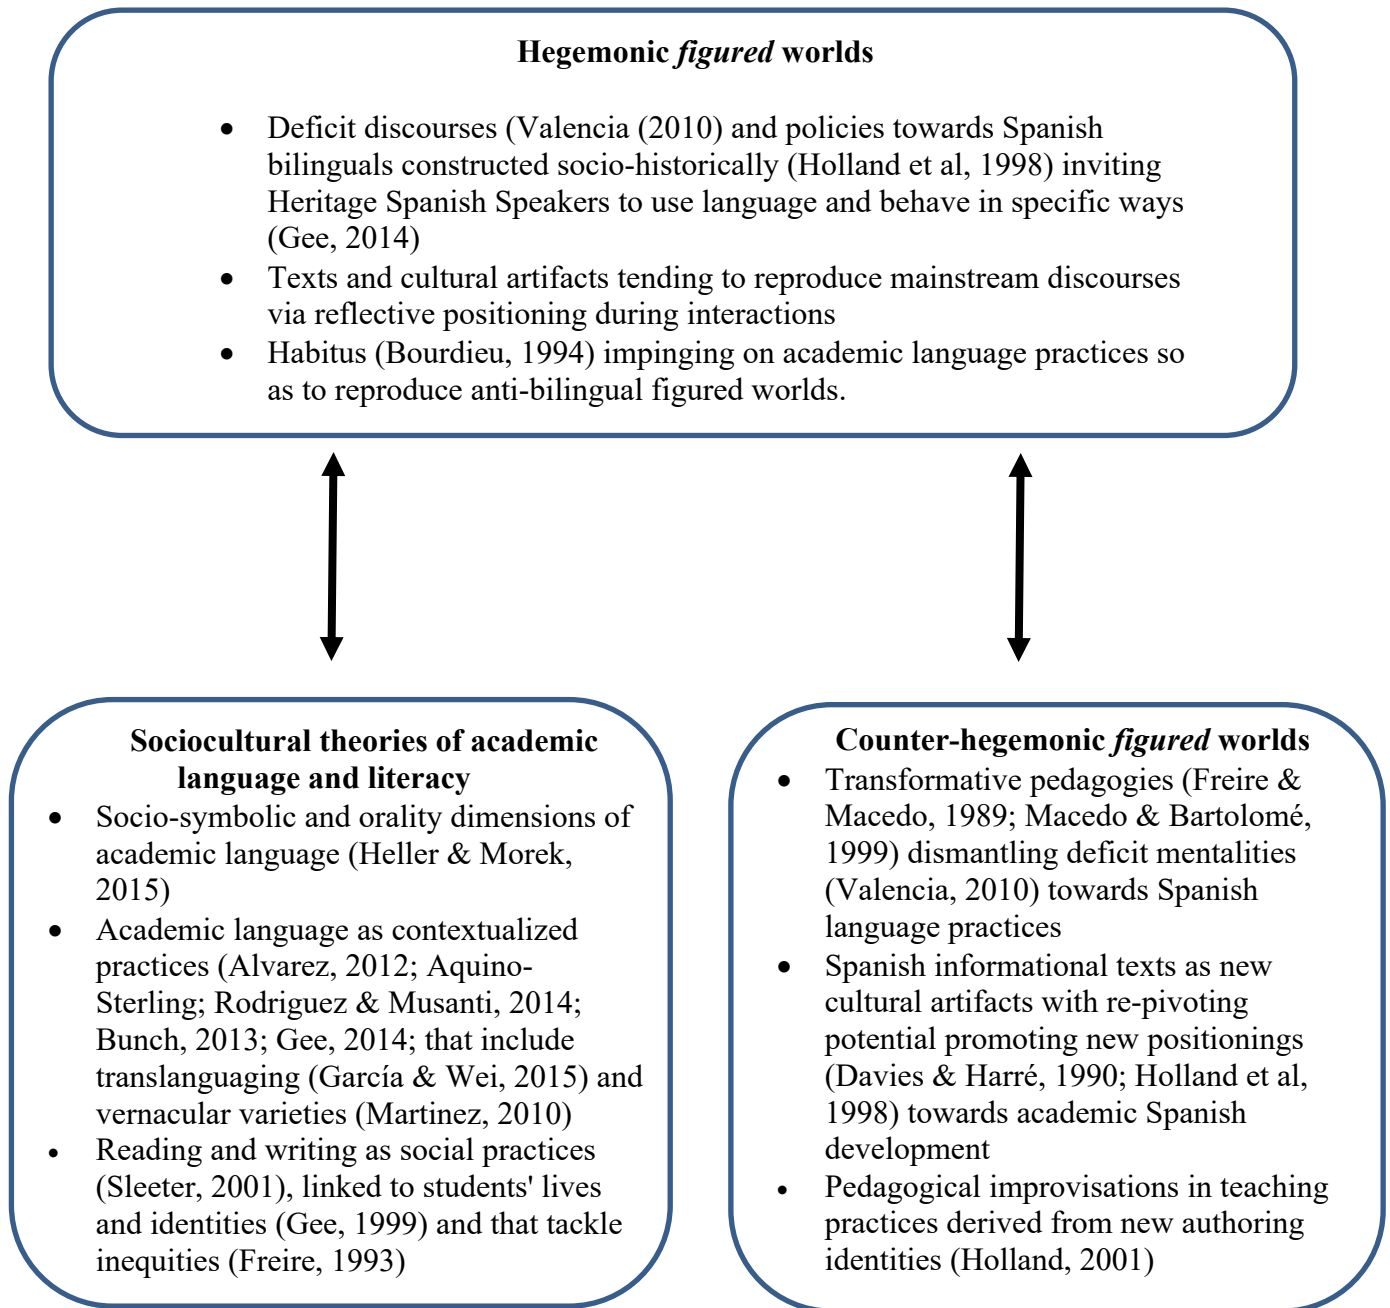 Hegemonic figured worlds
• Deficit discourses (Valencia (2010) and policies towards Spanish
bilinguals constructed socio-historically (Holland et al, 1998) inviting
Heritage Spanish Speakers to use language and behave in specific ways
(Gee, 2014)
• Texts and cultural artifacts tending to reproduce mainstream discourses
via reflective positioning during interactions
• Habitus (Bourdieu, 1994) impinging on academic language practices so
as to reproduce anti-bilingual figured worlds.
Sociocultural theories of academic
language and literacy
• Socio-symbolic and orality dimensions of
academic language (Heller & Morek,
2015)
• Academic language as contextualized
practices (Alvarez, 2012; Aquino-
Sterling; Rodriguez & Musanti, 2014;
Bunch, 2013; Gee, 2014; that include
translanguaging (García & Wei, 2015) and
vernacular varieties (Martinez, 2010)
• Reading and writing as social practices
(Sleeter, 2001), linked to students' lives
and identities (Gee, 1999) and that tackle
inequities (Freire, 1993)
Counter-hegemonic figured worlds
• Transformative pedagogies (Freire &
Macedo, 1989; Macedo & Bartolomé,
1999) dismantling deficit mentalities
(Valencia, 2010) towards Spanish
language practices
• Spanish informational texts as new
cultural artifacts with re-pivoting
potential promoting new positionings
(Davies & Harré, 1990; Holland et al,
1998) towards academic Spanish
development
• Pedagogical improvisations in teaching
practices derived from new authoring
identities (Holland, 2001)